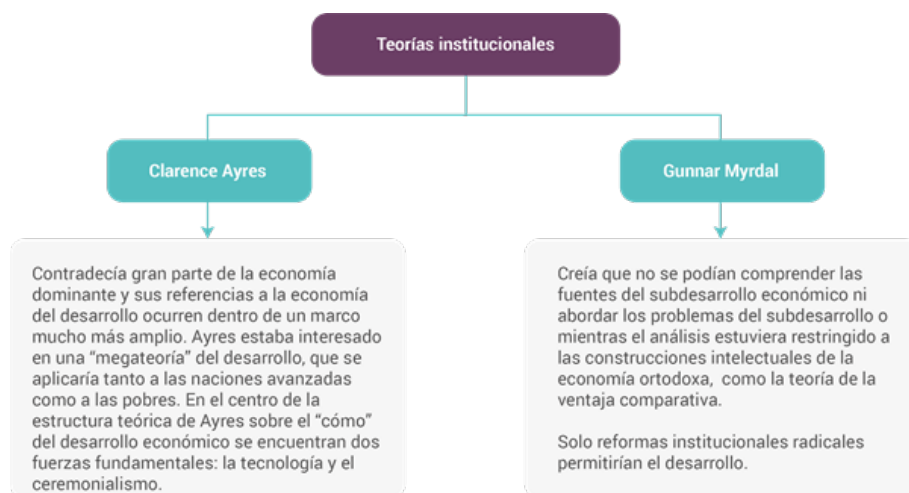 Teorías institucionales
Clarence Ayres
Gunnar Myrdal
Contradecía gran parte de la economía
dominante y sus referencias a la economía
del desarrollo ocurren dentro de un marco
mucho más amplio. Ayres estaba interesado
en una “megateoría” del desarrollo, que se
aplicaría tanto a las naciones avanzadas
como a las pobres. En el centro de la
estructura teórica de Ayres sobre el “cómo”
del desarrollo económico se encuentran dos
fuerzas fundamentales: la tecnología y el
ceremonialismo.
Creía que no se podían comprender las
fuentes del subdesarrollo económico ni
abordar los problemas del subdesarrollo o
mientras el análisis estuviera restringido a
las construcciones intelectuales de la
economía ortodoxa, como la teoría de la
ventaja comparativa.
Solo reformas institucionales radicales
permitirían el desarrollo.